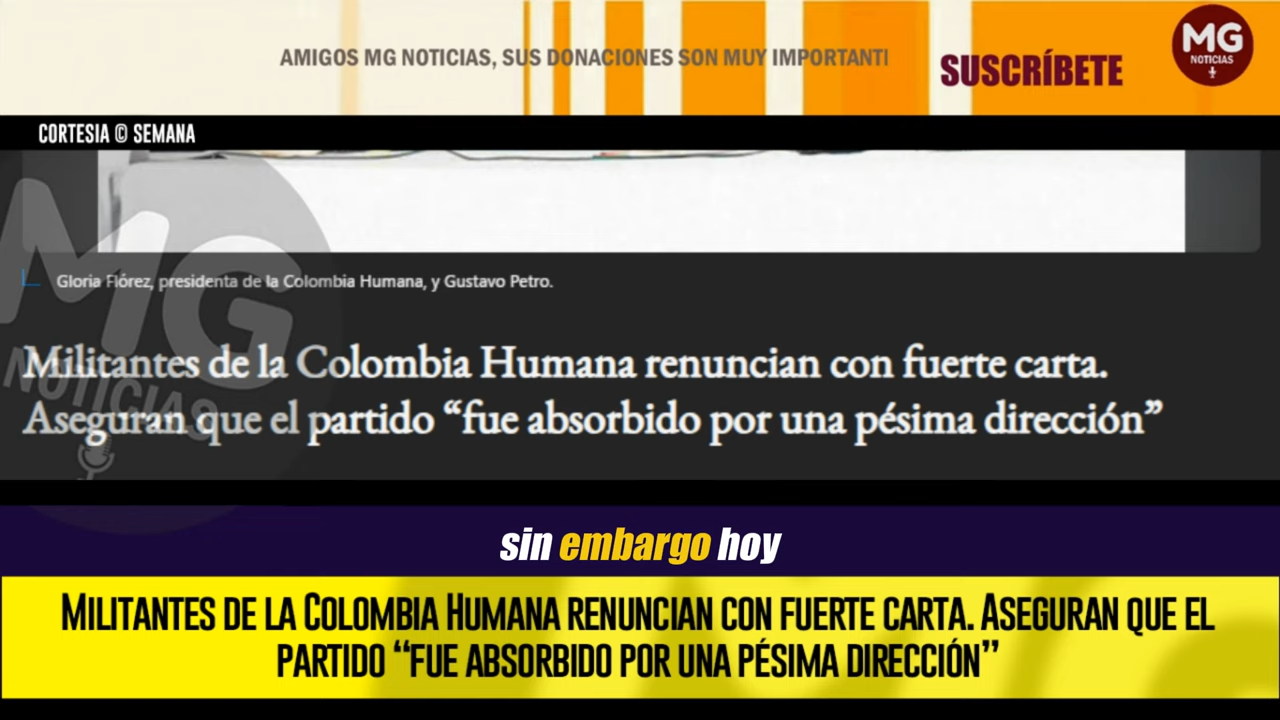 AMIGOS MG NOTICIAS, SUS DONACIONES SON MUY IMPORTANTI
SUSCRÍBETE
MG
NOTICIAS
CORTESIA © SEMANA
MG
NOTICIAS
Gloria Flórez, presidenta de la Colombia Humana, y Gustavo Petro.
Militantes de la Colombia Humana renuncian con fuerte carta.
Aseguran que el partido “fue absorbido por una pésima dirección”
sin embargo hoy
MILITANTES DE LA COLOMBIA HUMANA RENUNCIAN CON FUERTE CARTA. ASEGURAN QUE EL
PARTIDO “FUE ABSORBIDO POR UNA PÉSIMA DIRECCIÓN”